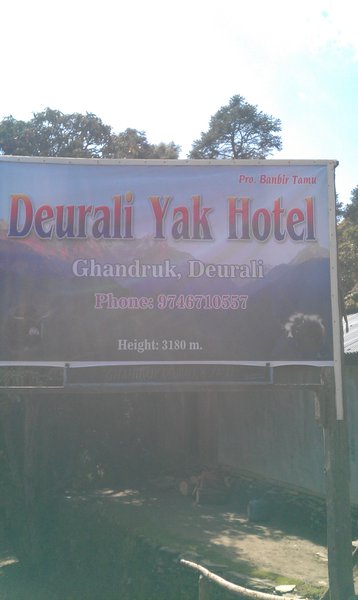 Pro. Banbir Tamu
Deurali Yak Hotel
Ghandruk, Deurali
Phone: 9746710557
Height: 3180 m.